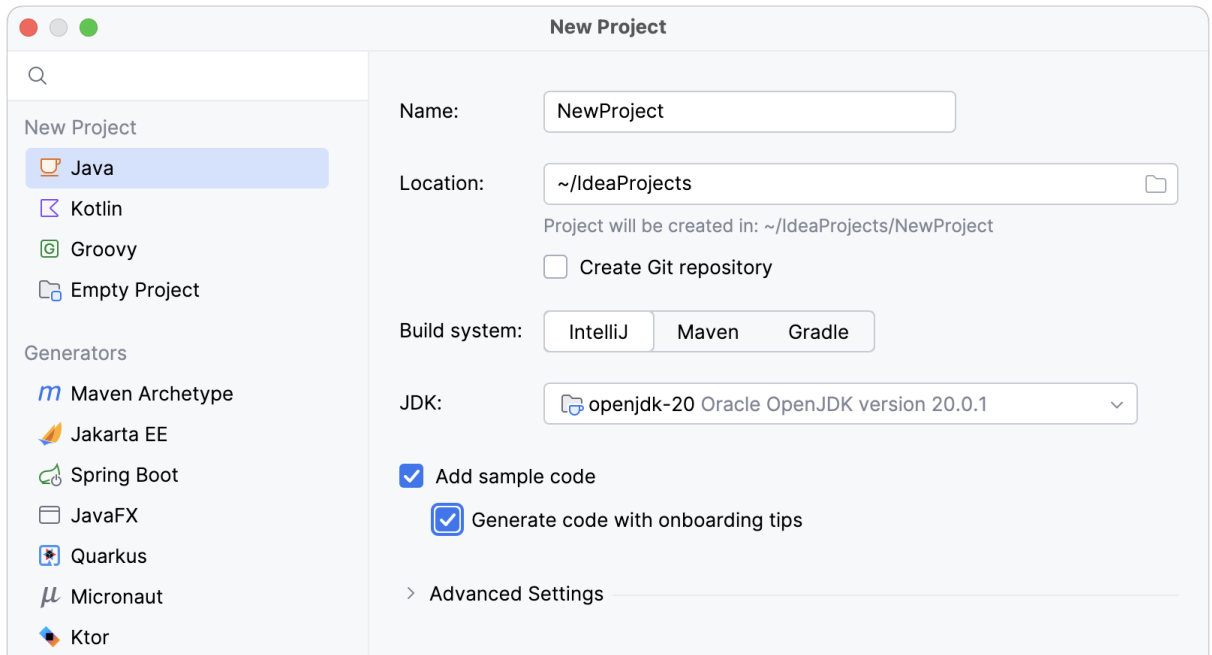 New Project
New Project
Java
Kotlin
Groovy
Empty Project
Generators
Maven Archetype
Jakarta EE
Spring Boot
JavaFX
Quarkus
Micronaut
Ktor
Name: NewProject
Location: ~/IdeaProjects
Project will be created in: ~/IdeaProjects/NewProject
Create Git repository
Build system: IntelliJ Maven Gradle
JDK: openjdk-20 Oracle OpenJDK version 20.0.1
Add sample code
Generate code with onboarding tips
Advanced Settings